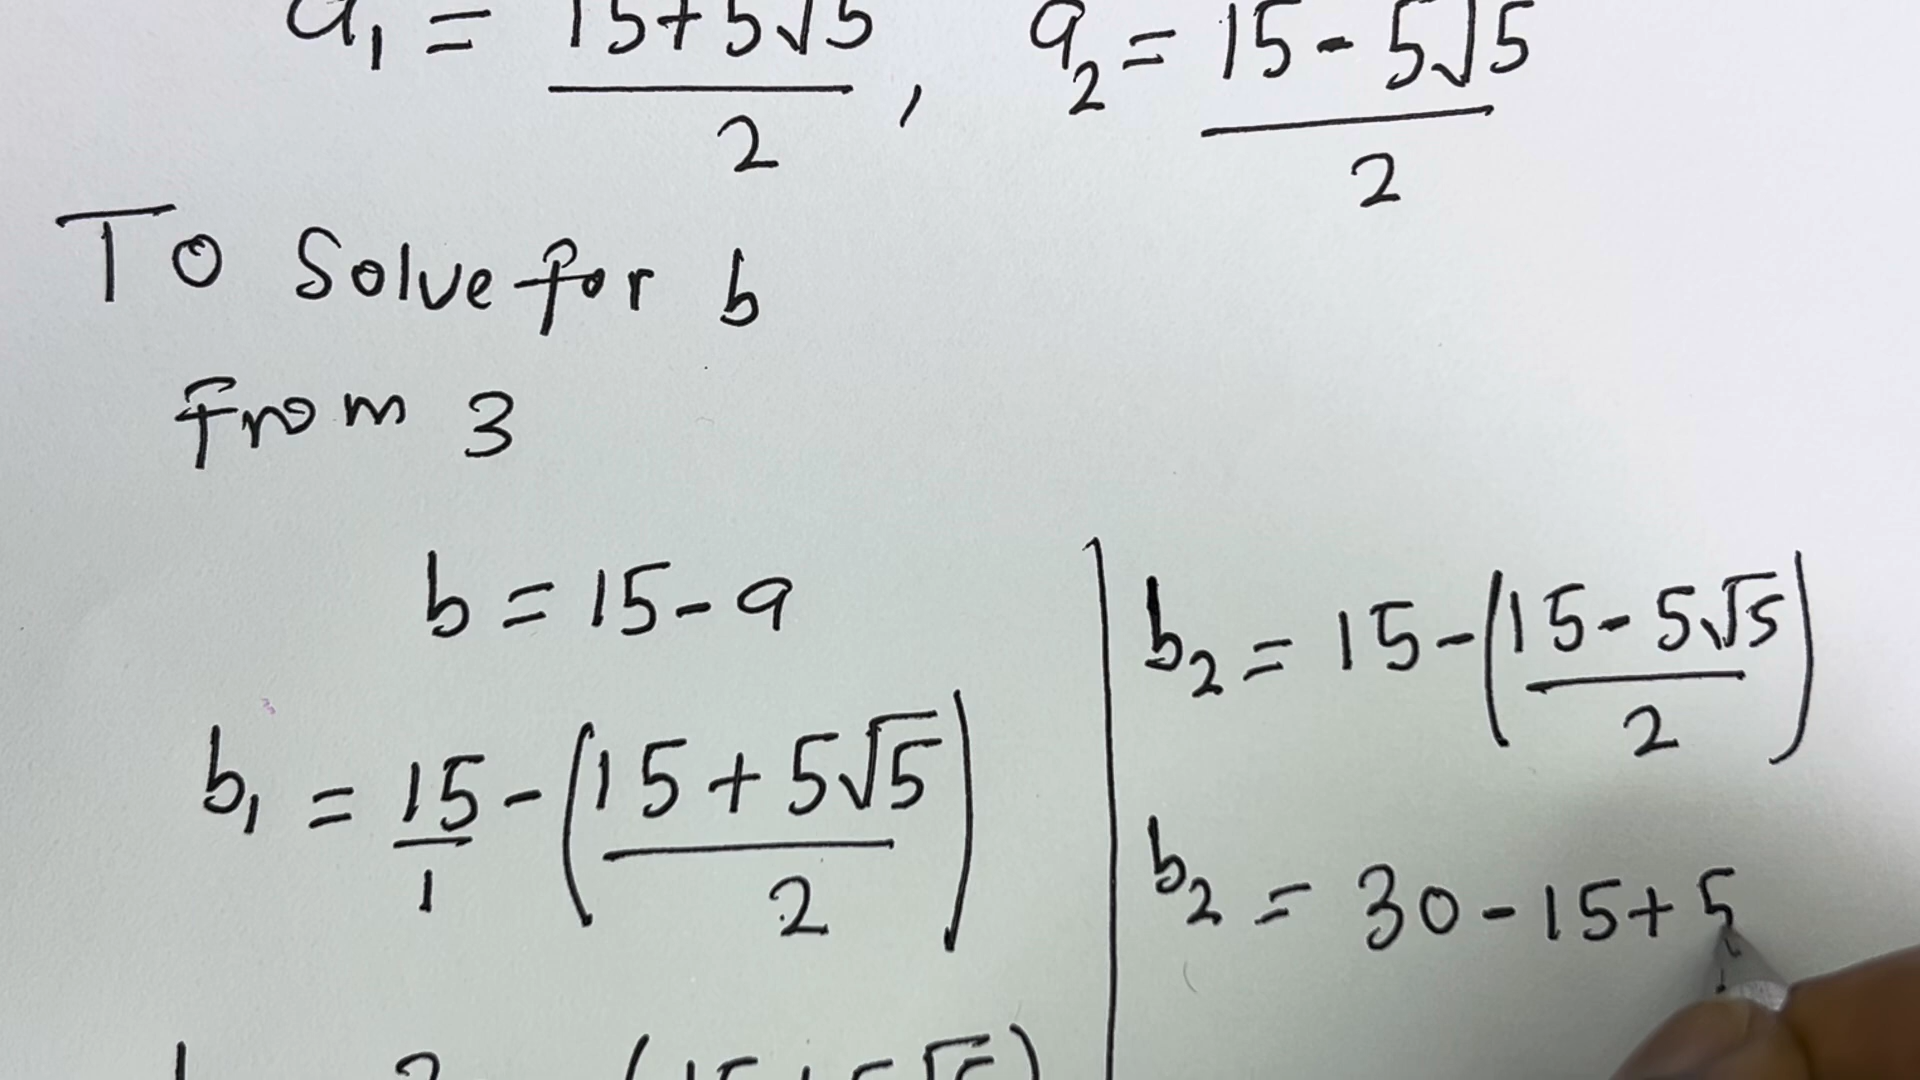 a₁ = (15+5√5)/2 , a₂ = (15-5√5)/2
To Solve for b
from 3
b = 15-a
b₁ = 15/1 - ((15+5√5)/2)
b₂ = 15-((15-5√5)/2)
b₂ = 30-15+5